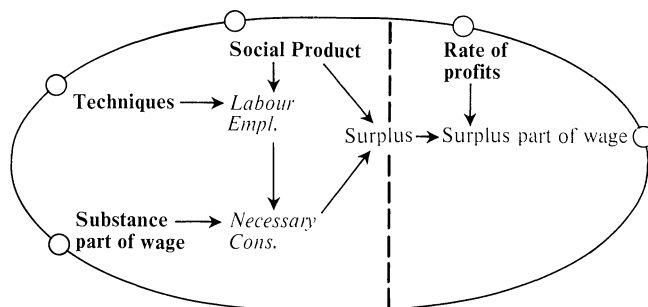 Social Product
Rate of
profits
Techniques
Labour
Empl.
Surplus
Surplus part of wage
Substance
part of wage
Necessary
Cons.